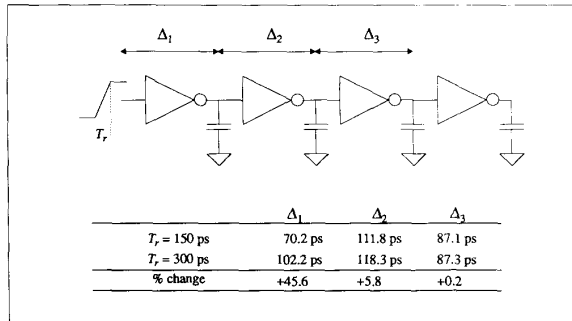 Δ1 Δ2 Δ3
Tr
Δ1 Δ2 Δ3
Tr = 150 ps 70.2 ps 111.8 ps 87.1 ps
Tr = 300 ps 102.2 ps 118.3 ps 87.3 ps
% change +45.6 +5.8 +0.2